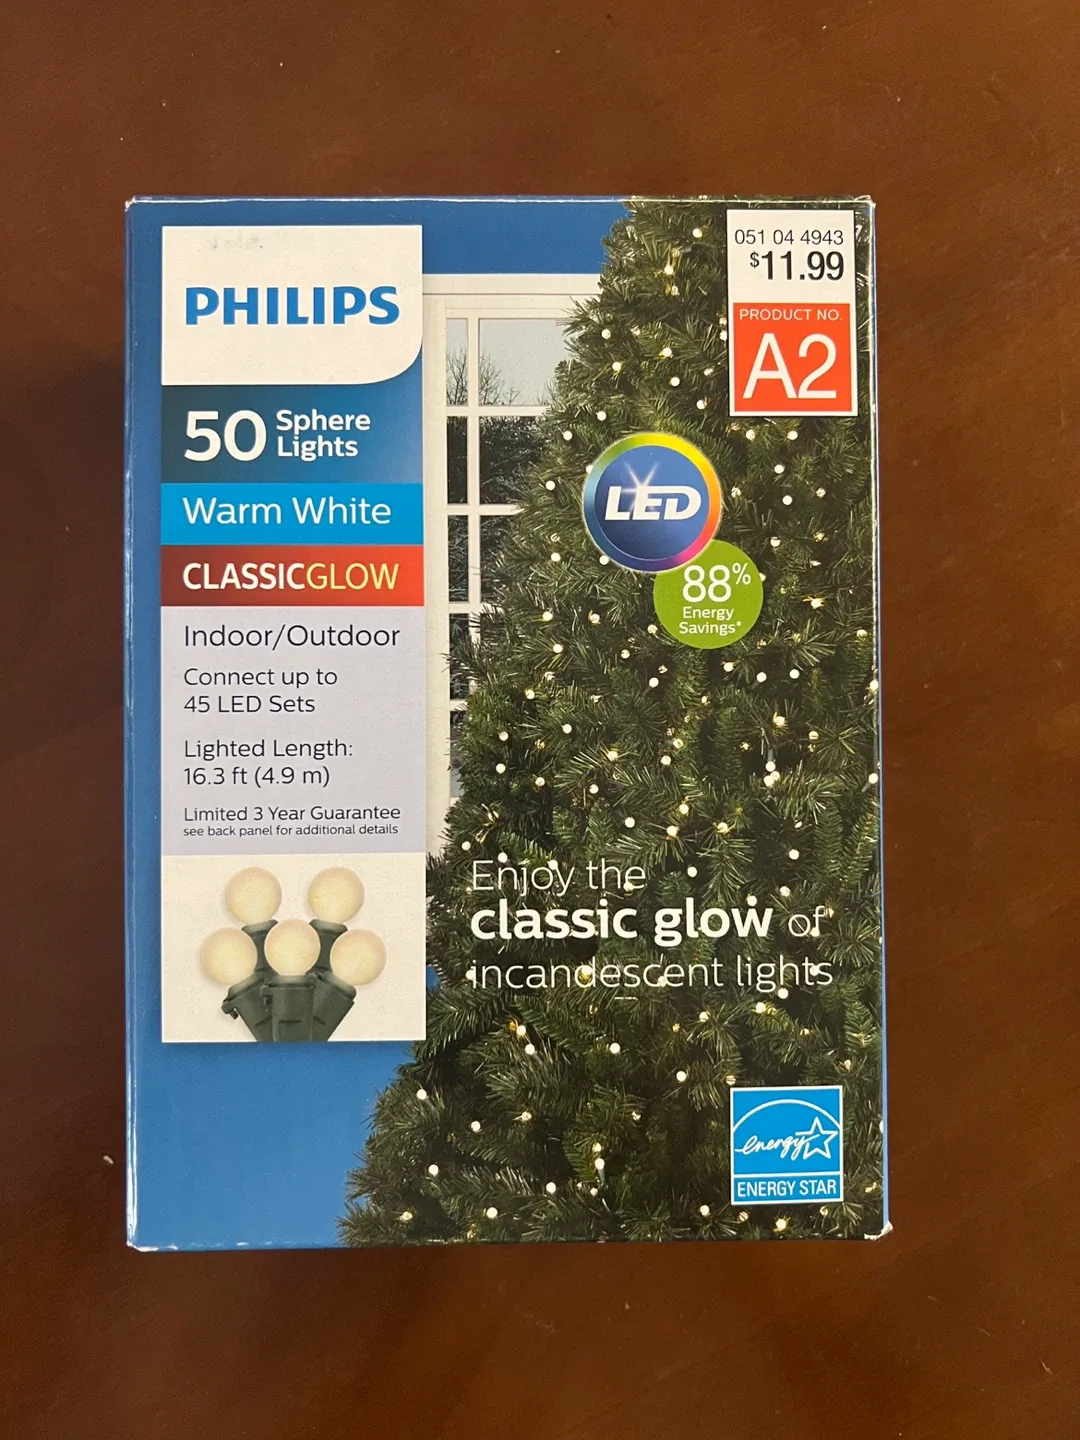 PHILIPS
50 Sphere
Lights
Warm White
CLASSICGLOW
Indoor/Outdoor
Connect up to
45 LED Sets
Lighted Length:
16.3 ft (4.9 m)
Limited 3 Year Guarantee
see back panel for additional details
051 04 4943
$11.99
PRODUCT NO.
A2
LED
88%
Energy
Savings*
Enjoy the
classic glow of
incandescent lights
energy
ENERGY STAR